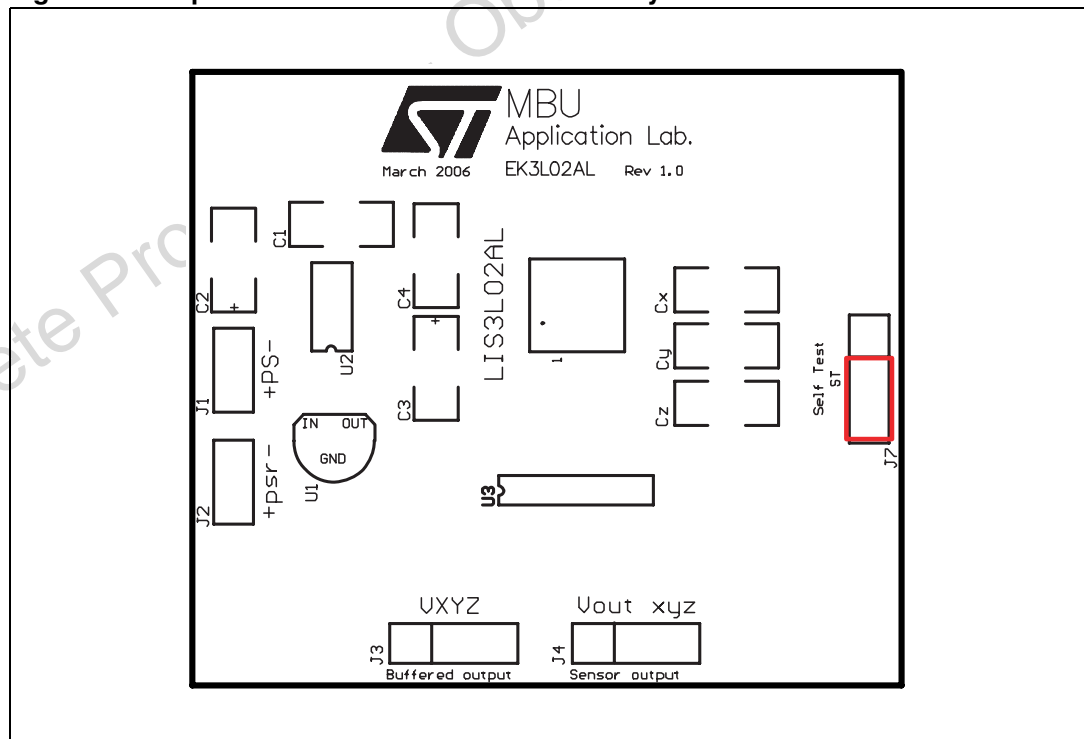 MBU
Application Lab.
March 2006 EK3L02AL Rev 1.0
C1
C2
+
U2
C4
+
C3
LIS3L02AL
1
Cx
Cy
Cz
Self Test
ST
J7
J1
+PS-
J2
+psr-
IN OUT
GND
U1
U3
VXYZ
J3
Buffered output
Vout xyz
J4
Sensor output